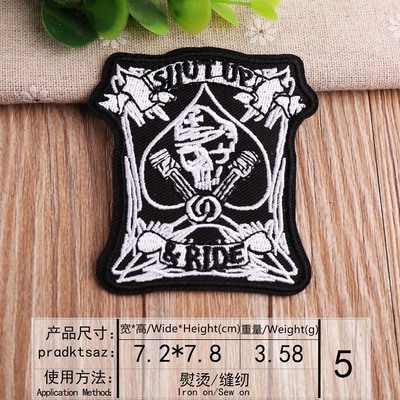 SHUT UP
& RIDE
产品尺寸: 宽*高/Wide*Height(cm) 重量/Weight(g)
pradktsaz: 7.2*7.8 3.58 5
使用方法: 熨烫/缝纫
Application Method: Iron on/Sew on